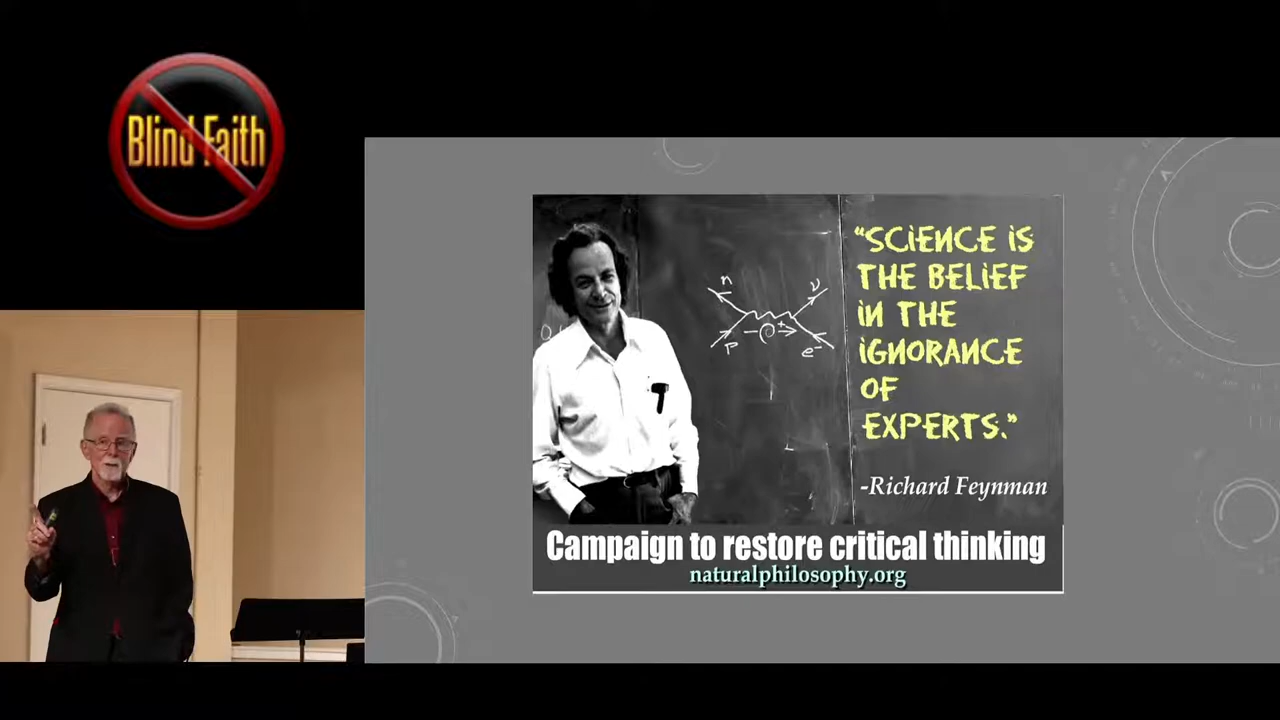 Blind Faith
"SCIENCE IS
THE BELIEF
IN THE
IGNORANCE
OF
EXPERTS."
-Richard Feynman
n
ν
p
e-
Campaign to restore critical thinking
naturalphilosophy.org